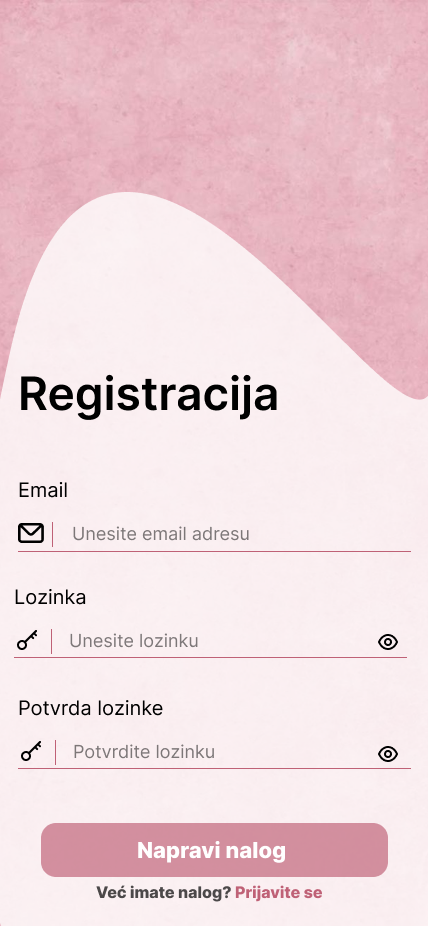 Registracija
Email
Unesite email adresu
Lozinka
Unesite lozinku
Potvrda lozinke
Potvrdite lozinku
Napravi nalog
Već imate nalog? Prijavite se